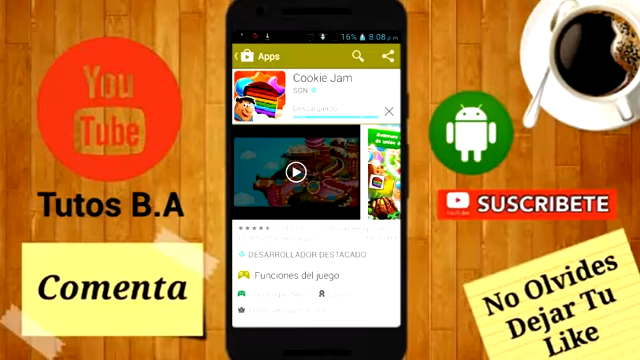 You
Tube
Tutos B.A
Comenta
16% 8:08 p.m.
Apps
Cookie Jam
SGN
Descargando
DESARROLLADOR DESTACADO
Funciones del juego
SUSCRIBETE
No Olvides
Dejar Tu
Like